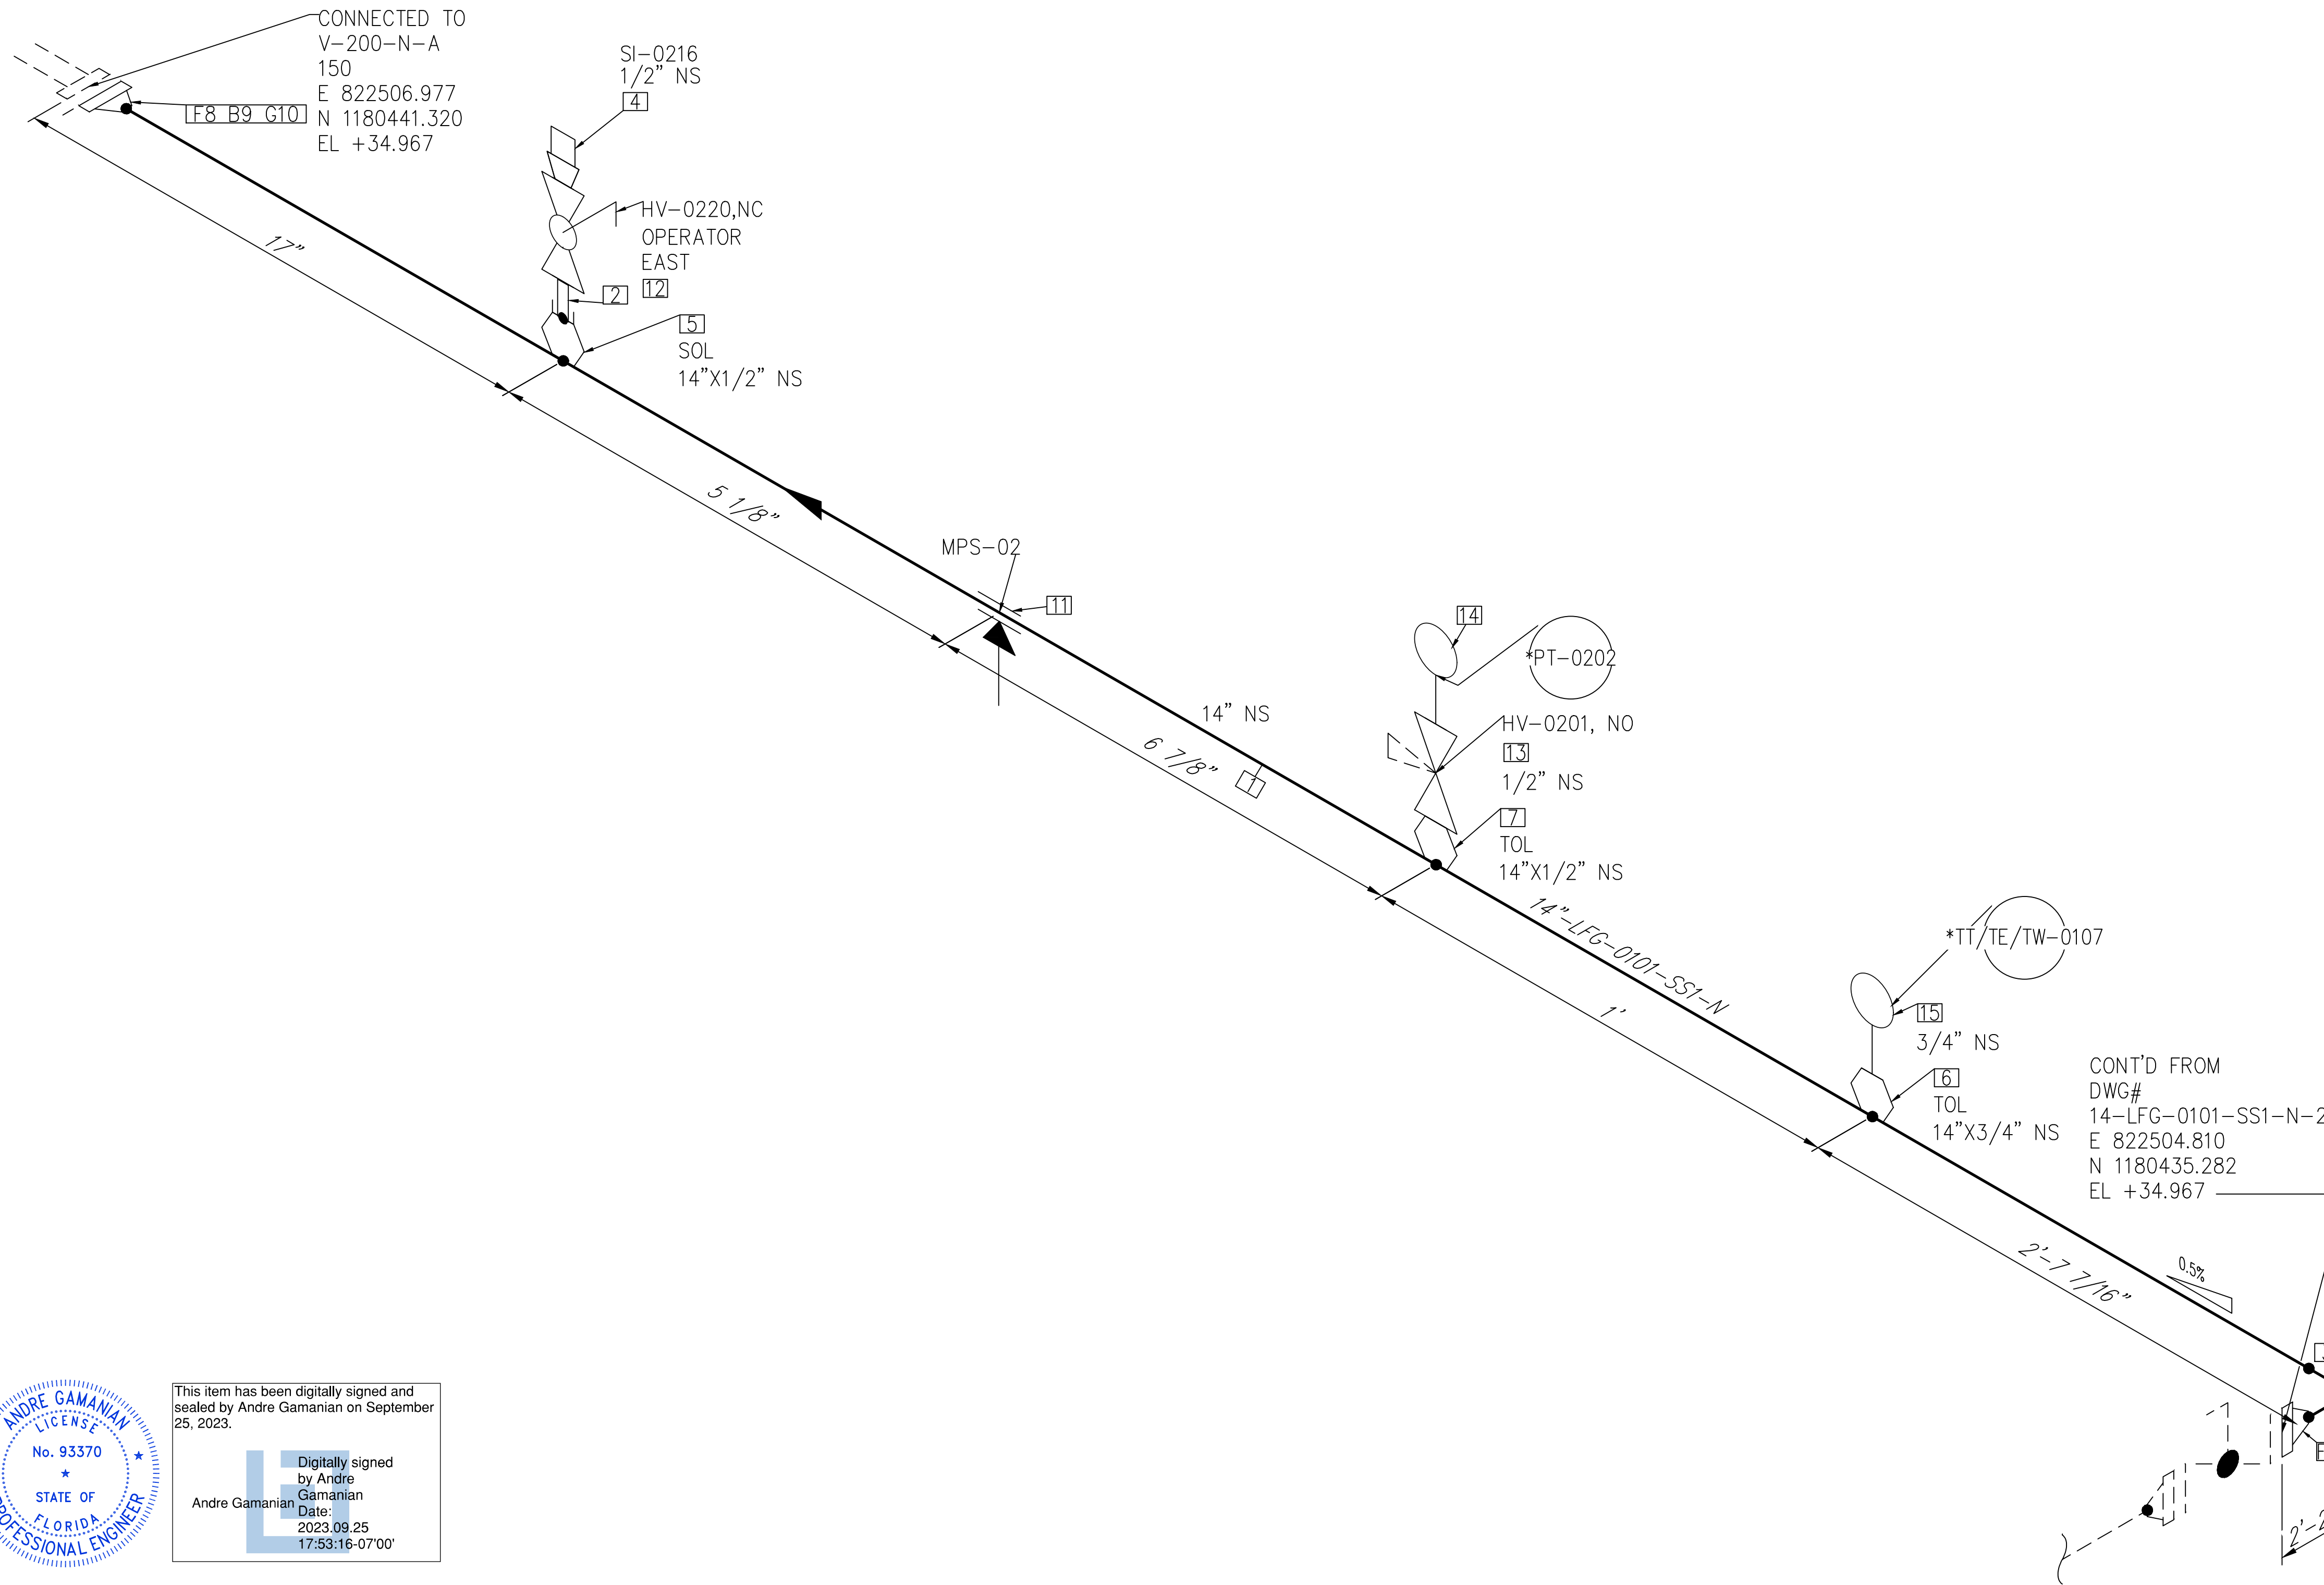 CONNECTED TO
V-200-N-A
150
E 822506.977
N 1180441.320
EL +34.967
F8 B9 G10
SI-0216
1/2" NS
4
HV-0220,NC
OPERATOR
EAST
12
2
5
SOL
14"X1/2" NS
17"
5 1/8"
MPS-02
11
14
*PT-0202
HV-0201, NO
13
1/2" NS
7
TOL
14"X1/2" NS
14" NS
6 7/8"
1
14"-LFG-0101-SS1-N
1'
*TT/TE/TW-0107
15
3/4" NS
6
TOL
14"X3/4" NS
CONT'D FROM
DWG#
14-LFG-0101-SS1-N-2
E 822504.810
N 1180435.282
EL +34.967
2'-7 7/16"
0.5%
2'-2
ANDRE GAMANIAN
LICENSE
No. 93370
STATE OF
FLORIDA
PROFESSIONAL ENGINEER
This item has been digitally signed and
sealed by Andre Gamanian on September
25, 2023.
Andre Gamanian
Digitally signed
by Andre
Gamanian
Date:
2023.09.25
17:53:16-07'00'